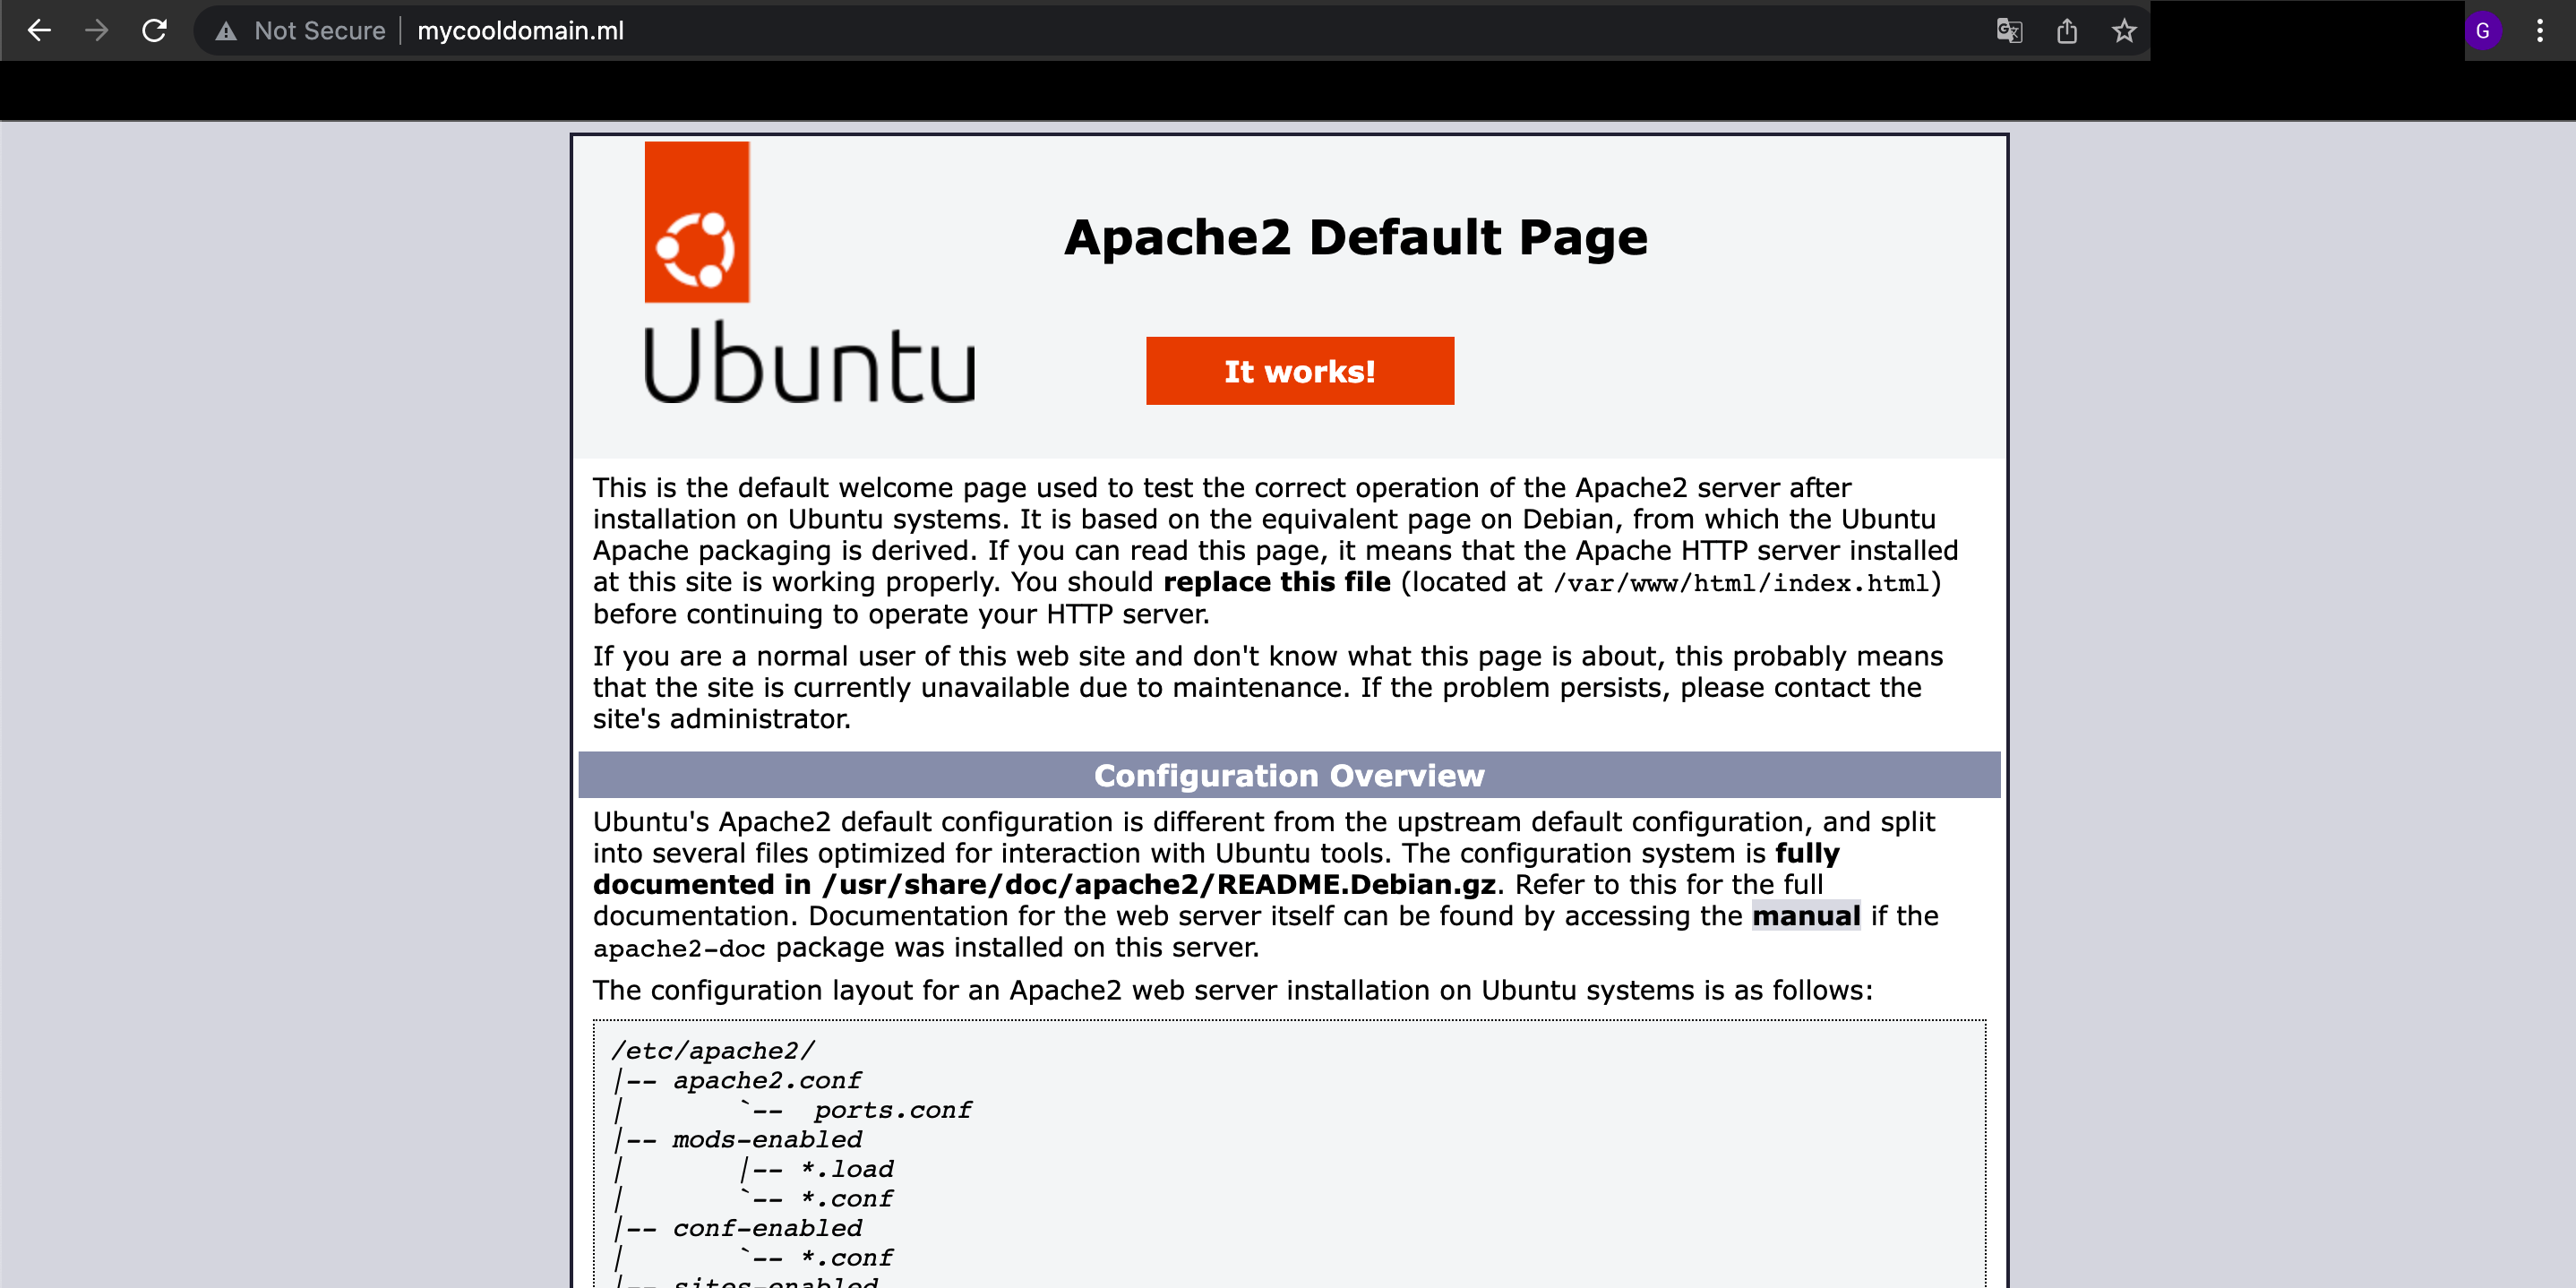 Not Secure | mycooldomain.ml
G
Ubuntu
Apache2 Default Page
It works!
This is the default welcome page used to test the correct operation of the Apache2 server after
installation on Ubuntu systems. It is based on the equivalent page on Debian, from which the Ubuntu
Apache packaging is derived. If you can read this page, it means that the Apache HTTP server installed
at this site is working properly. You should replace this file (located at /var/www/html/index.html)
before continuing to operate your HTTP server.
If you are a normal user of this web site and don't know what this page is about, this probably means
that the site is currently unavailable due to maintenance. If the problem persists, please contact the
site's administrator.
Configuration Overview
Ubuntu's Apache2 default configuration is different from the upstream default configuration, and split
into several files optimized for interaction with Ubuntu tools. The configuration system is fully
documented in /usr/share/doc/apache2/README.Debian.gz. Refer to this for the full
documentation. Documentation for the web server itself can be found by accessing the manual if the
apache2-doc package was installed on this server.
The configuration layout for an Apache2 web server installation on Ubuntu systems is as follows:
/etc/apache2/
|-- apache2.conf
|       `--  ports.conf
|-- mods-enabled
|       |-- *.load
|       `-- *.conf
|-- conf-enabled
|       `-- *.conf
|-- sites-enabled